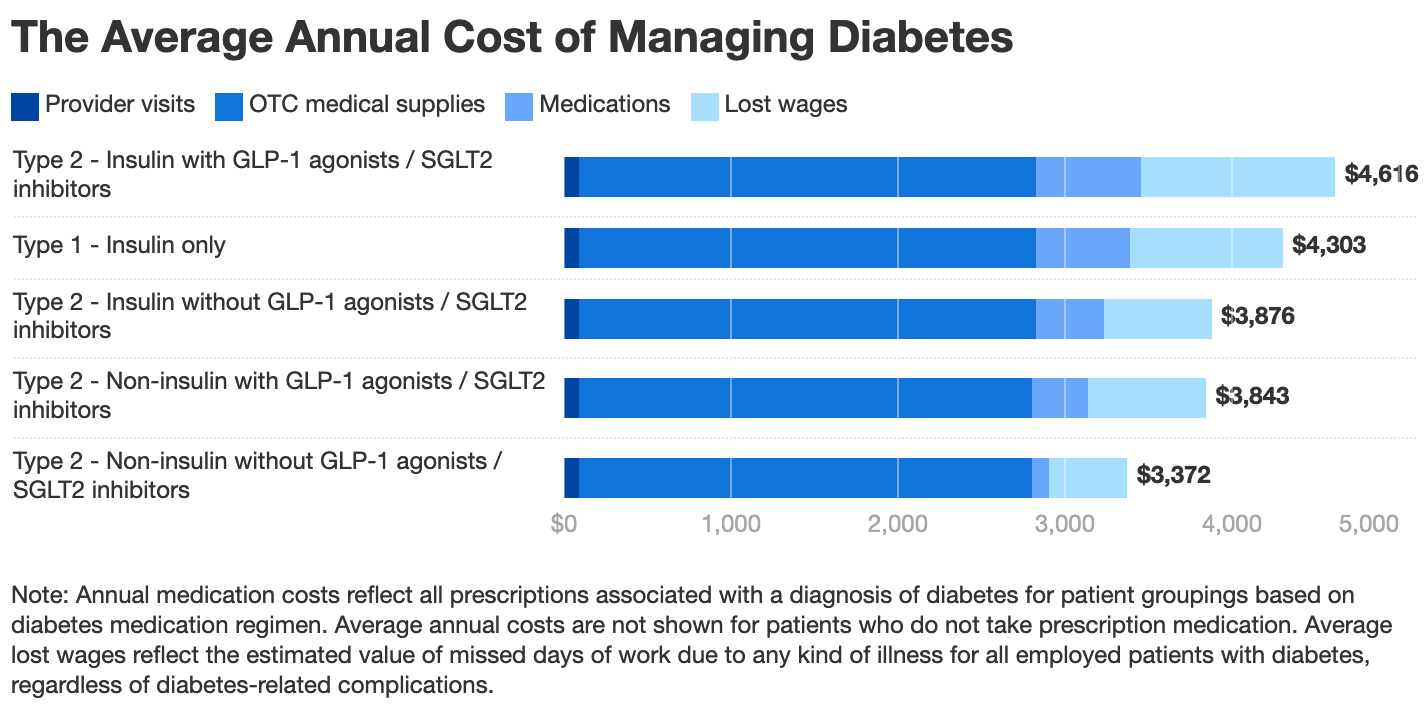 The Average Annual Cost of Managing Diabetes
Provider visits OTC medical supplies Medications Lost wages
Type 2 - Insulin with GLP-1 agonists / SGLT2
inhibitors
$4,616
Type 1 - Insulin only
$4,303
Type 2 - Insulin without GLP-1 agonists / SGLT2
inhibitors
$3,876
Type 2 - Non-insulin with GLP-1 agonists / SGLT2
inhibitors
$3,843
Type 2 - Non-insulin without GLP-1 agonists /
SGLT2 inhibitors
$3,372
$0 1,000 2,000 3,000 4,000 5,000
Note: Annual medication costs reflect all prescriptions associated with a diagnosis of diabetes for patient groupings based on
diabetes medication regimen. Average annual costs are not shown for patients who do not take prescription medication. Average
lost wages reflect the estimated value of missed days of work due to any kind of illness for all employed patients with diabetes,
regardless of diabetes-related complications.